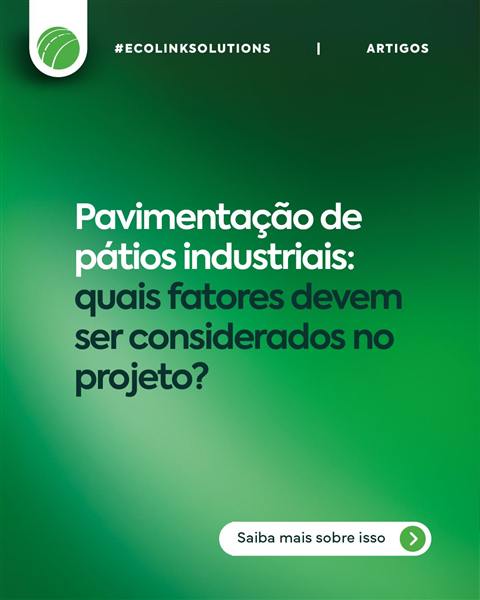 #ECOLINKSOLUTIONS | ARTIGOS
Pavimentação de
pátios industriais:
quais fatores devem
ser considerados no
projeto?
Saiba mais sobre isso